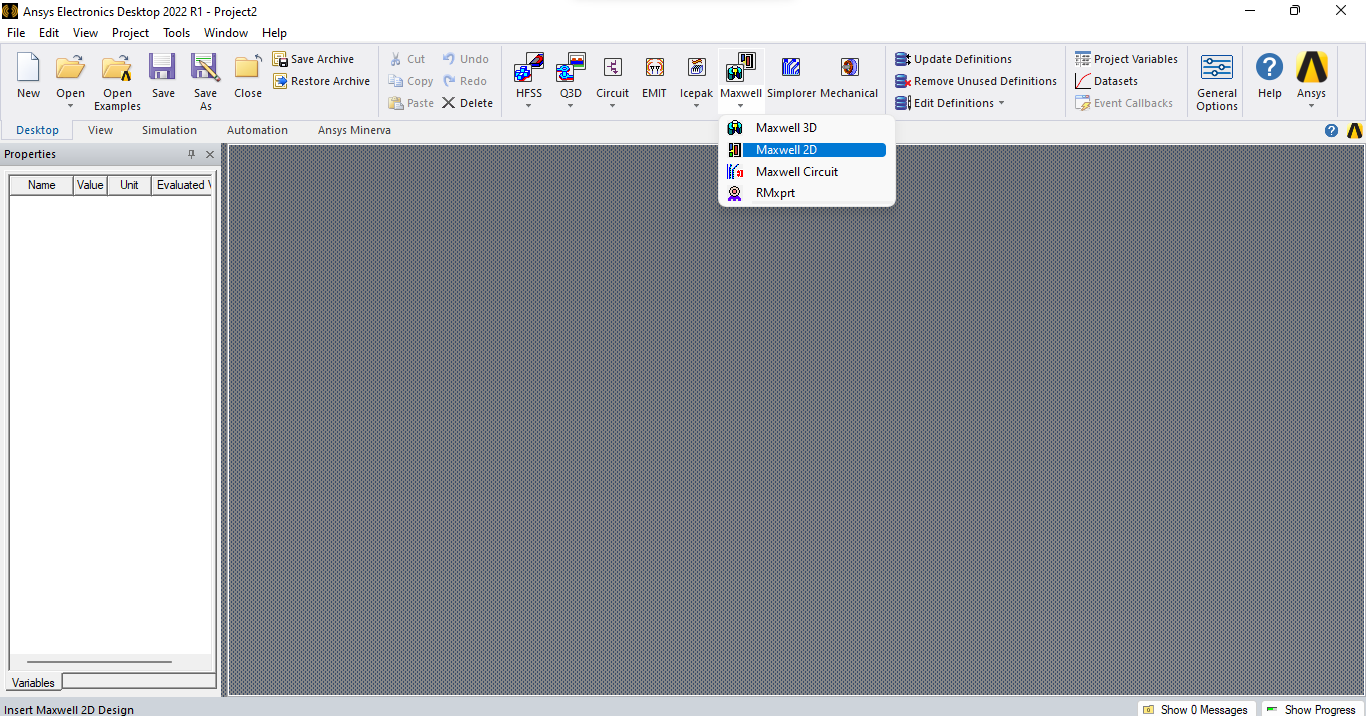 Ansys Electronics Desktop 2022 R1 - Project2
File Edit View Project Tools Window Help
New Open Open Examples Save Save As Close
Save Archive
Restore Archive
Cut Undo
Copy Redo
Paste Delete
HFSS Q3D Circuit EMIT Icepak Maxwell Simplorer Mechanical
Update Definitions
Remove Unused Definitions
Edit Definitions
Project Variables
Datasets
Event Callbacks
General Options
Help Ansys
Desktop View Simulation Automation Ansys Minerva
Maxwell 3D
Maxwell 2D
Maxwell Circuit
RMxprt
Properties
Name Value Unit Evaluated V
Variables
Insert Maxwell 2D Design Show 0 Messages Show Progress